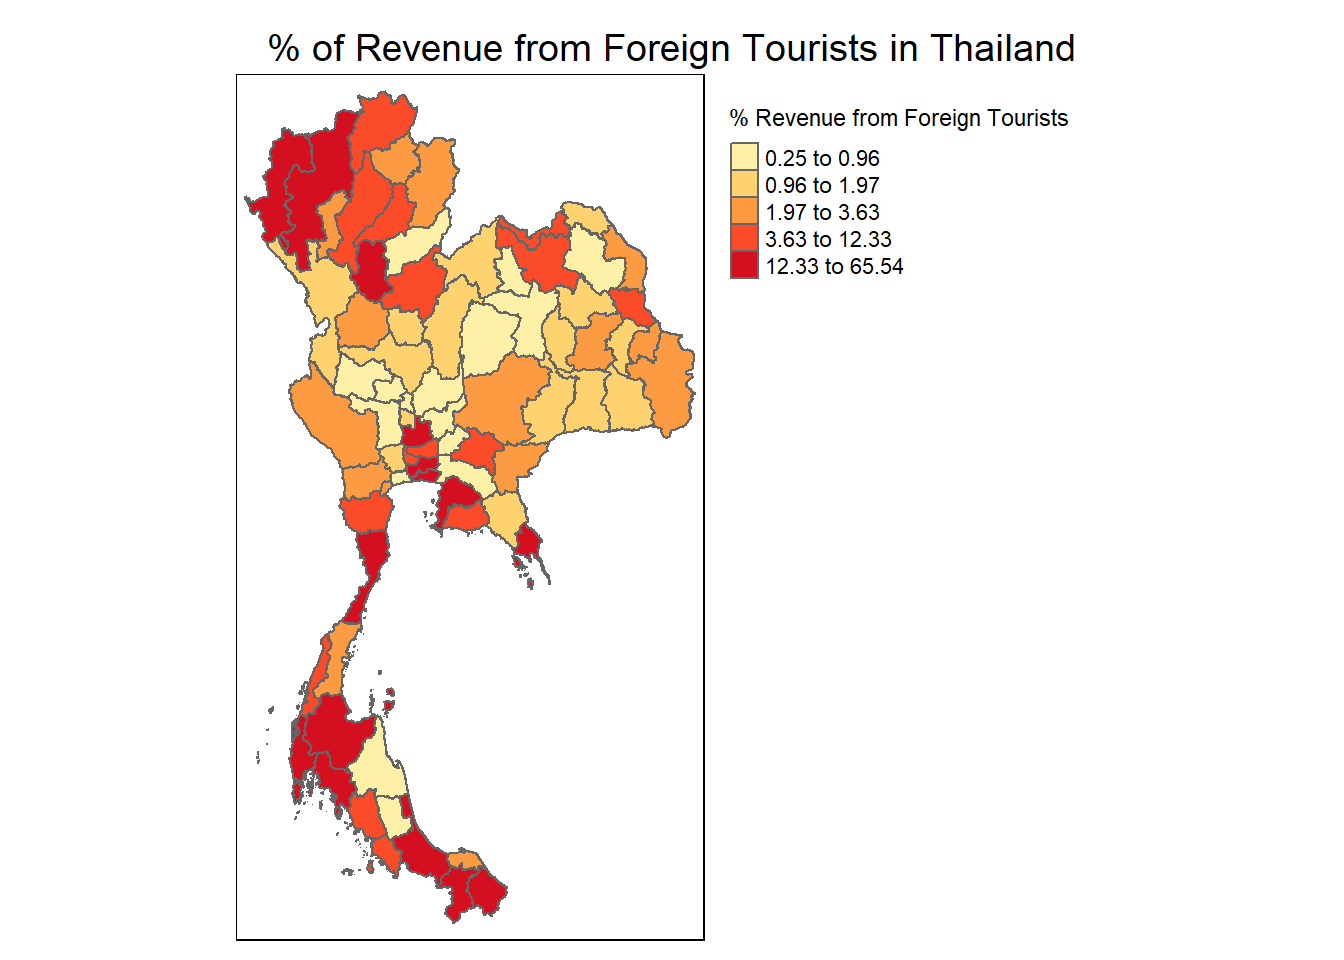 % of Revenue from Foreign Tourists in Thailand
% Revenue from Foreign Tourists
0.25 to 0.96
0.96 to 1.97
1.97 to 3.63
3.63 to 12.33
12.33 to 65.54